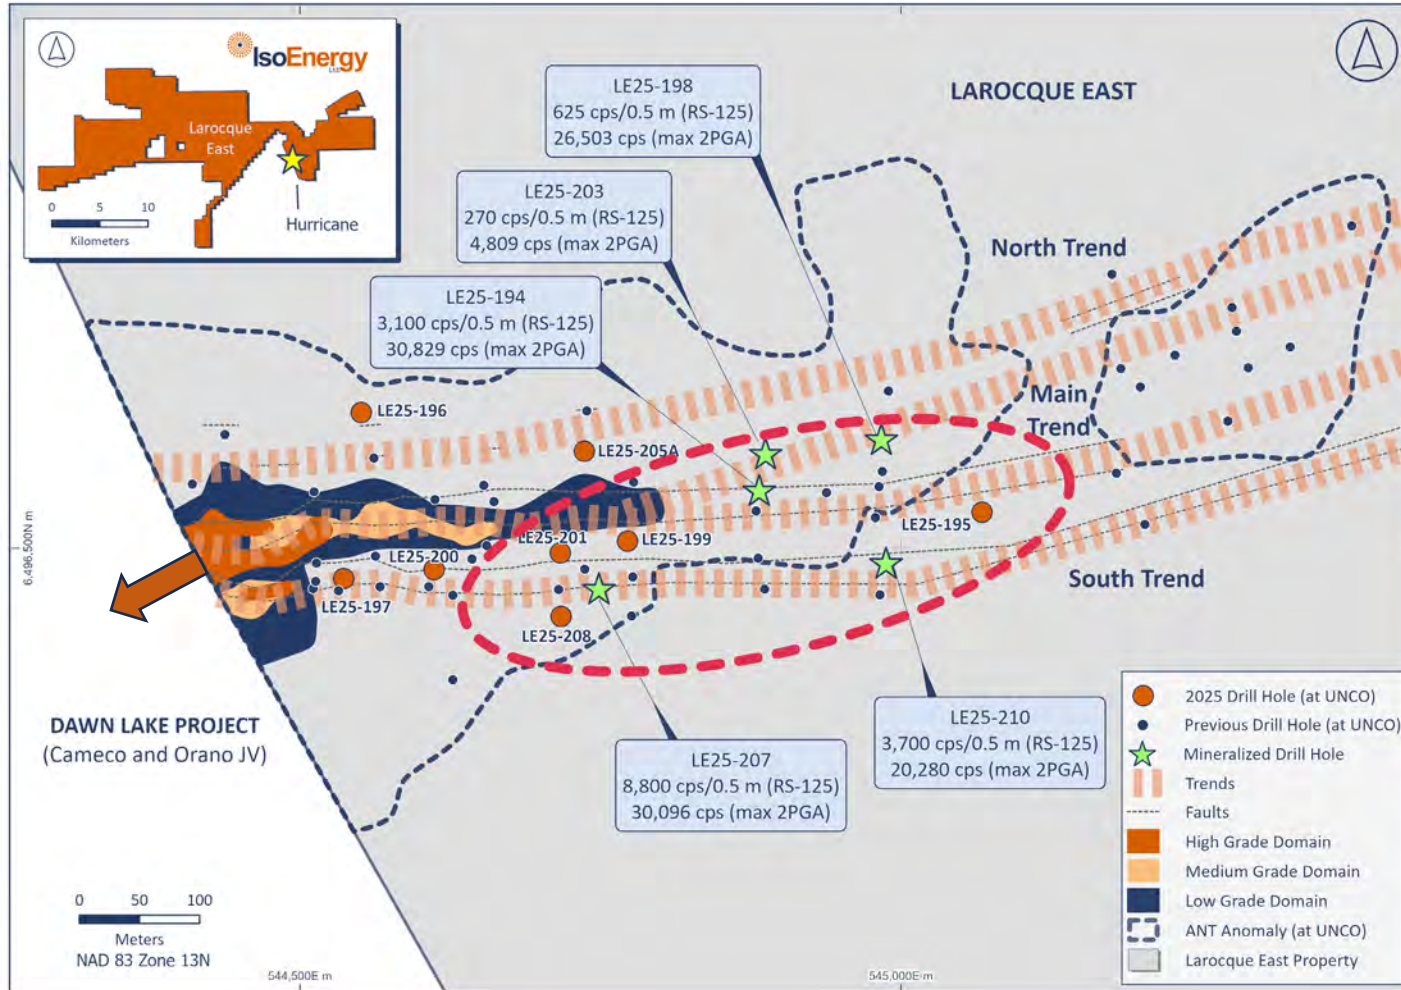 IsoEnergy
Ltd.
Larocque
East
0 5 10
Kilometers
Hurricane
LE25-198
625 cps/0.5 m (RS-125)
26,503 cps (max 2PGA)
LAROCQUE EAST
LE25-203
270 cps/0.5 m (RS-125)
4,809 cps (max 2PGA)
North Trend
LE25-194
3,100 cps/0.5 m (RS-125)
30,829 cps (max 2PGA)
Main
Trend
LE25-196
LE25-205A
LE25-195
LE25-201
LE25-199
LE25-200
LE25-197
LE25-208
South Trend
6,496,500N m
DAWN LAKE PROJECT
(Cameco and Orano JV)
LE25-207
8,800 cps/0.5 m (RS-125)
30,096 cps (max 2PGA)
LE25-210
3,700 cps/0.5 m (RS-125)
20,280 cps (max 2PGA)
2025 Drill Hole (at UNCO)
Previous Drill Hole (at UNCO)
Mineralized Drill Hole
Trends
Faults
High Grade Domain
Medium Grade Domain
Low Grade Domain
ANT Anomaly (at UNCO)
Larocque East Property
0 50 100
Meters
NAD 83 Zone 13N
544,500E m
545,000E m